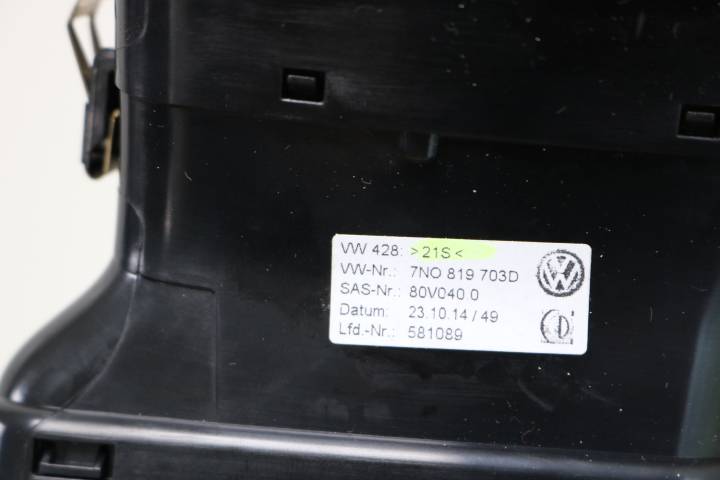 VW 428: >21S<
VW-Nr.: 7NO 819 703D
SAS-Nr.: 80V040.0
Datum: 23.10.14 / 49
Lfd.-Nr.: 581089